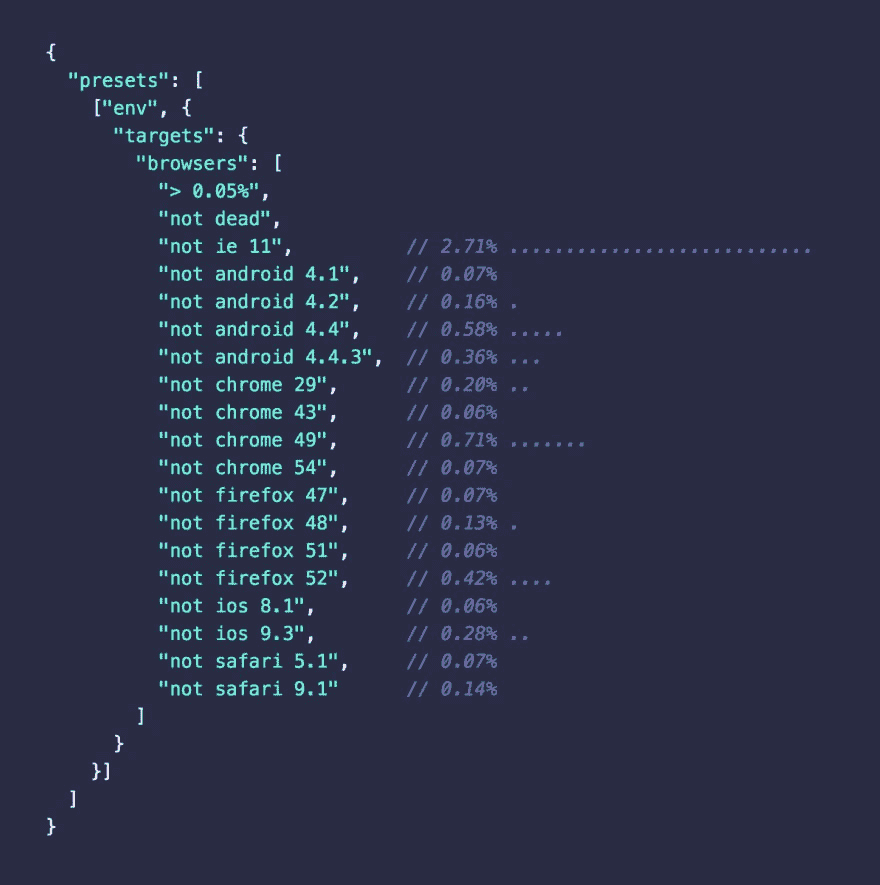 {
  "presets": [
    ["env", {
      "targets": {
        "browsers": [
          "> 0.05%",
          "not dead",
          "not ie 11",          // 2.71% ...........................
          "not android 4.1",    // 0.07%
          "not android 4.2",    // 0.16% .
          "not android 4.4",    // 0.58% .....
          "not android 4.4.3",  // 0.36% ...
          "not chrome 29",      // 0.20% ..
          "not chrome 43",      // 0.06%
          "not chrome 49",      // 0.71% .......
          "not chrome 54",      // 0.07%
          "not firefox 47",     // 0.07%
          "not firefox 48",     // 0.13% .
          "not firefox 51",     // 0.06%
          "not firefox 52",     // 0.42% ....
          "not ios 8.1",        // 0.06%
          "not ios 9.3",        // 0.28% ..
          "not safari 5.1",     // 0.07%
          "not safari 9.1"      // 0.14%
        ]
      }
    }]
  ]
}